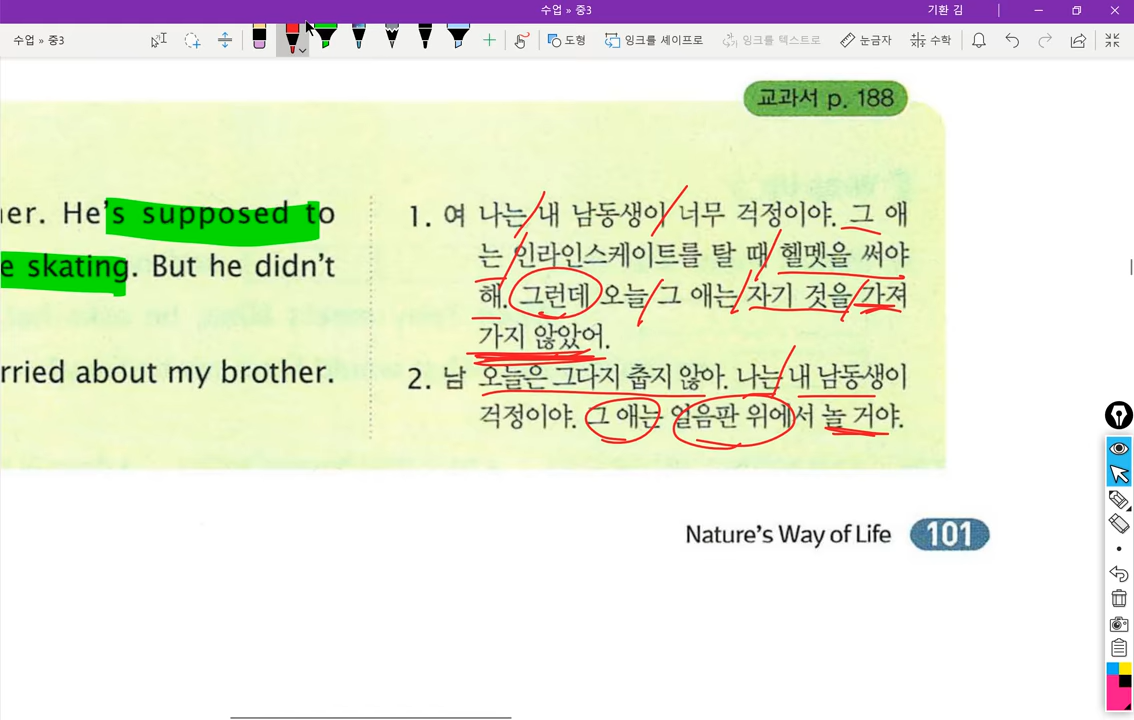 수업 » 중3
기환 김
수업 » 중3
도형
잉크를 셰이프로
잉크를 텍스트로
눈금자
수학
교과서 p. 188
er. He's supposed to
e skating. But he didn't
rried about my brother.
1. 여 나는 내 남동생이 너무 걱정이야. 그 애
는 인라인스케이트를 탈 때 헬멧을 써야
해. 그런데 오늘 그 애는 자기 것을 가져
가지 않았어.
2. 남 오늘은 그다지 춥지 않아. 나는 내 남동생이
걱정이야. 그 애는 얼음판 위에서 놀 거야.
Nature's Way of Life 101